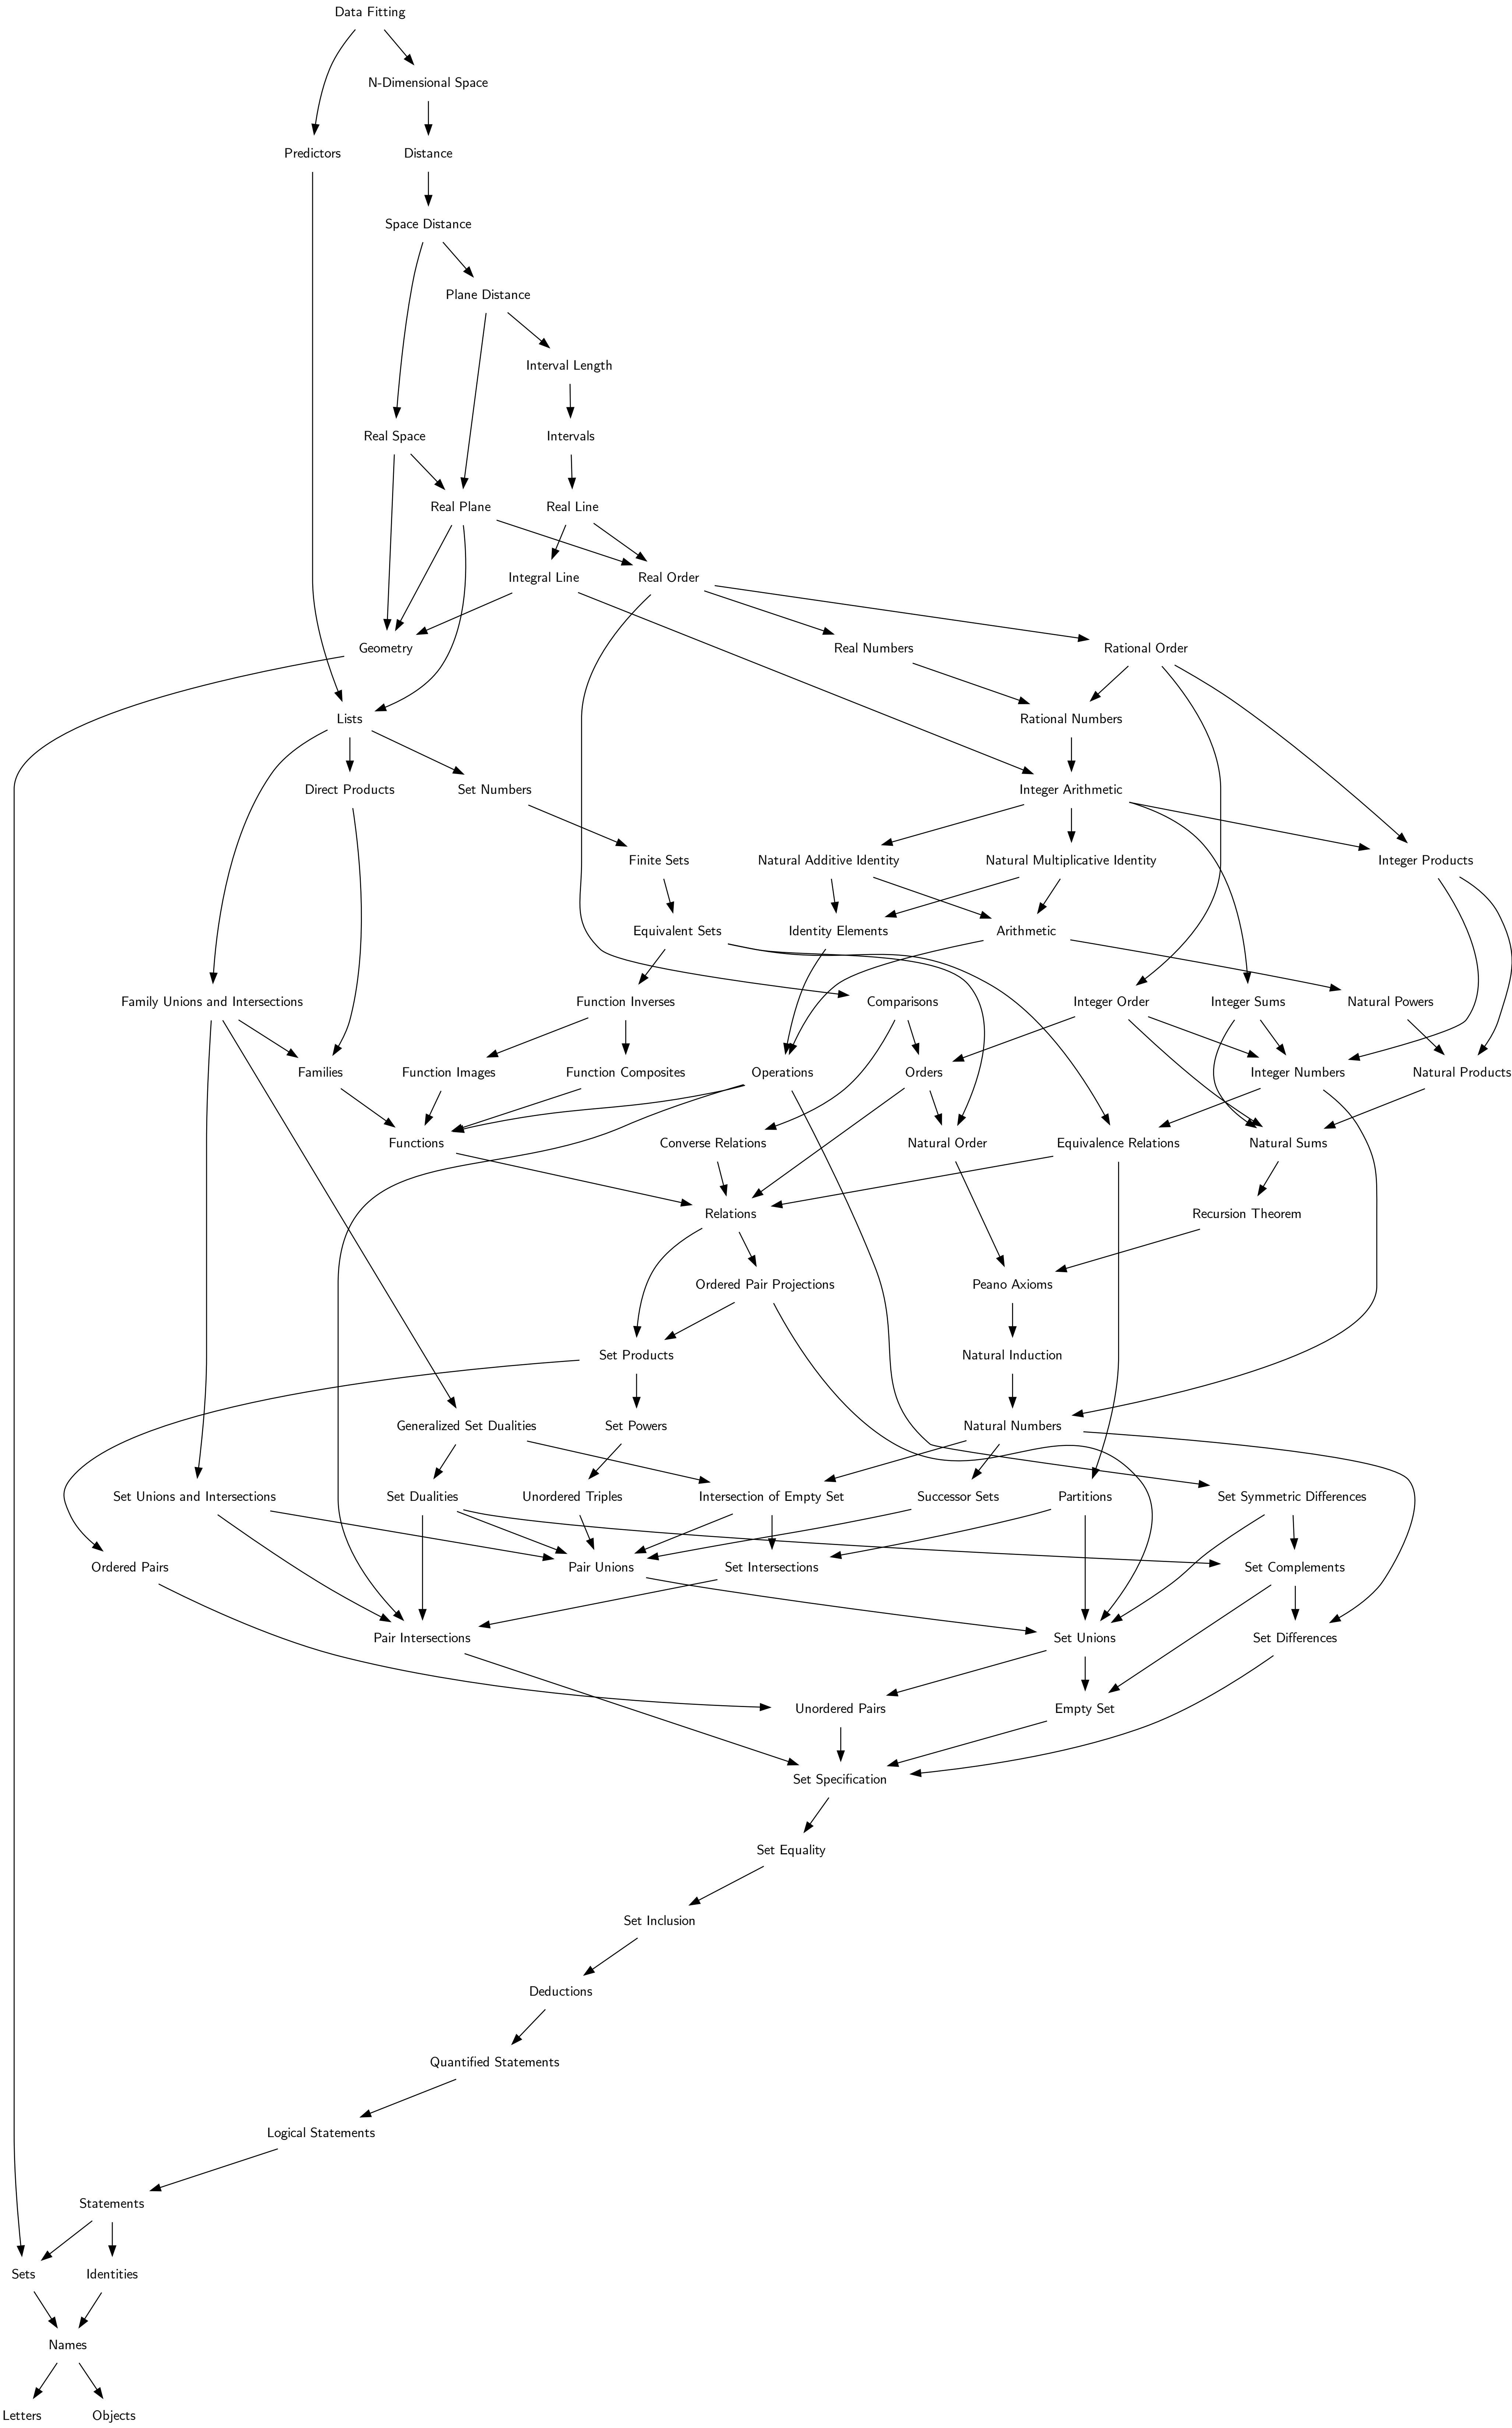 Data Fitting
N-Dimensional Space
Predictors
Distance
Space Distance
Plane Distance
Interval Length
Real Space
Intervals
Real Plane
Real Line
Integral Line
Real Order
Geometry
Real Numbers
Rational Order
Lists
Rational Numbers
Direct Products
Set Numbers
Integer Arithmetic
Finite Sets
Natural Additive Identity
Natural Multiplicative Identity
Integer Products
Equivalent Sets
Identity Elements
Arithmetic
Family Unions and Intersections
Function Inverses
Comparisons
Integer Order
Integer Sums
Natural Powers
Families
Function Images
Function Composites
Operations
Orders
Integer Numbers
Natural Products
Functions
Converse Relations
Natural Order
Equivalence Relations
Natural Sums
Relations
Recursion Theorem
Ordered Pair Projections
Peano Axioms
Set Products
Natural Induction
Generalized Set Dualities
Set Powers
Natural Numbers
Set Unions and Intersections
Set Dualities
Unordered Triples
Intersection of Empty Set
Successor Sets
Partitions
Set Symmetric Differences
Ordered Pairs
Pair Unions
Set Intersections
Set Complements
Pair Intersections
Set Unions
Set Differences
Unordered Pairs
Empty Set
Set Specification
Set Equality
Set Inclusion
Deductions
Quantified Statements
Logical Statements
Statements
Sets
Identities
Names
Letters
Objects